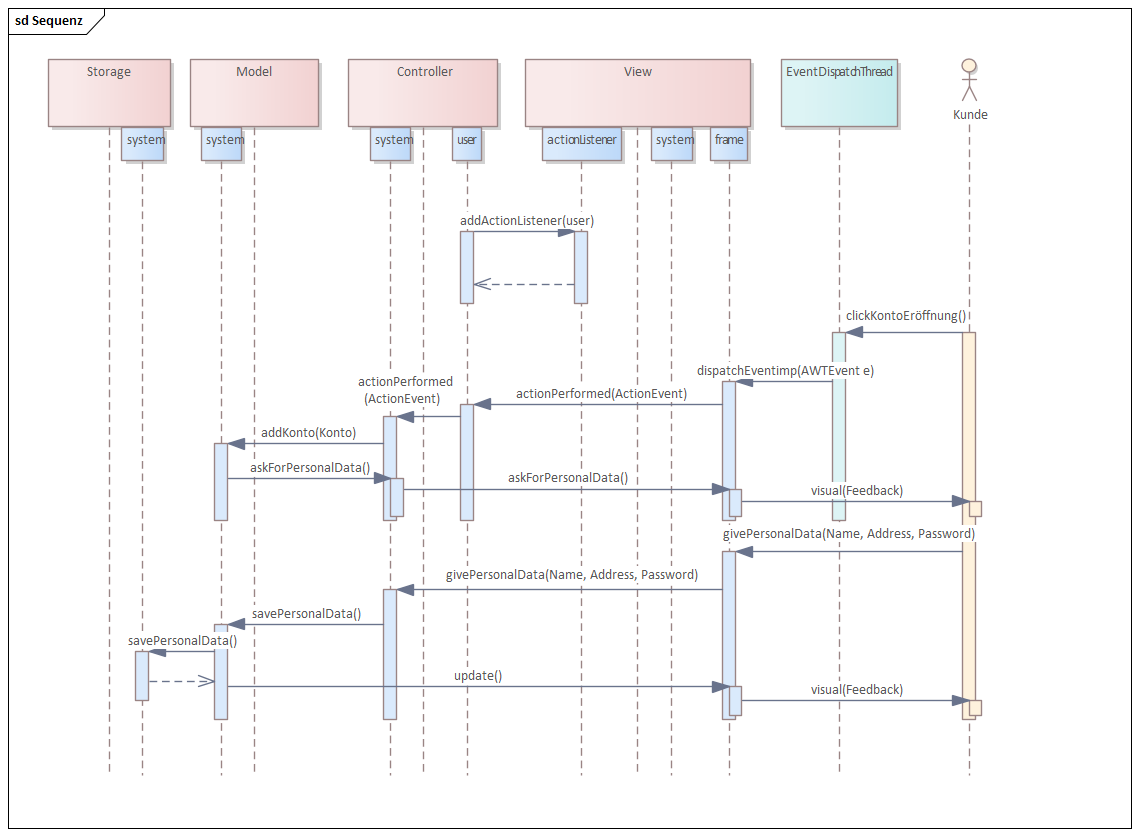 sd Sequenz
Storage
Model
Controller
View
EventDispatchThread
Kunde
system
system
system
user
actionListener
system
frame
addActionListener(user)
clickKontoEröffnung()
dispatchEventimp(AWTEvent e)
actionPerformed
(ActionEvent)
actionPerformed(ActionEvent)
addKonto(Konto)
askForPersonalData()
askForPersonalData()
visual(Feedback)
givePersonalData(Name, Address, Password)
givePersonalData(Name, Address, Password)
savePersonalData()
savePersonalData()
update()
visual(Feedback)